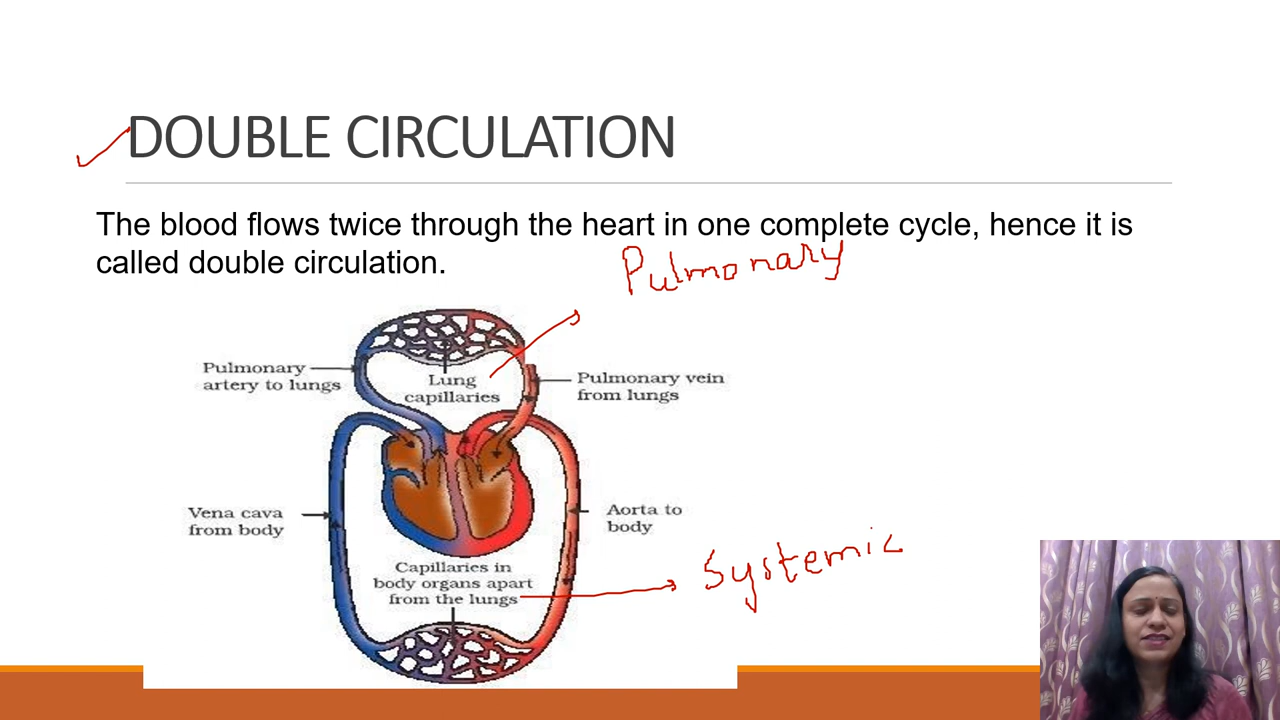 DOUBLE CIRCULATION
The blood flows twice through the heart in one complete cycle, hence it is
called double circulation.
Pulmonary
Pulmonary
artery to lungs
Lung
capillaries
Pulmonary vein
from lungs
Vena cava
from body
Aorta to
body
Capillaries in
body organs apart
from the lungs
Systemic